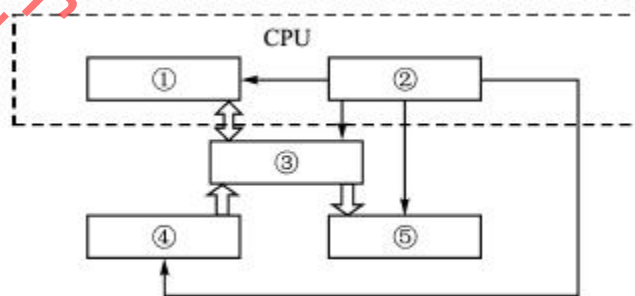 CPU
① ②
③
④ ⑤